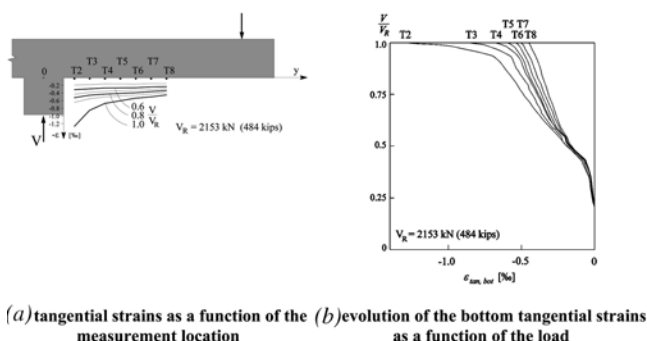 T3 T5 T7
0 T2 T4 T6 T8 y
-0.2
-0.4
-0.6
-0.8
-1.0
-1.2
-ε [‰]
V
0.6
0.8 V/V_R
1.0
V_R = 2153 kN (484 kips)
V/V_R
T5 T7
T2 T3 T4 T6 T8
1.0
0.75
0.50
0.25
0
V_R = 2153 kN (484 kips)
-1.0 -0.5 0
ε_tan, bot [‰]
(a) tangential strains as a function of the
measurement location
(b) evolution of the bottom tangential strains
as a function of the load